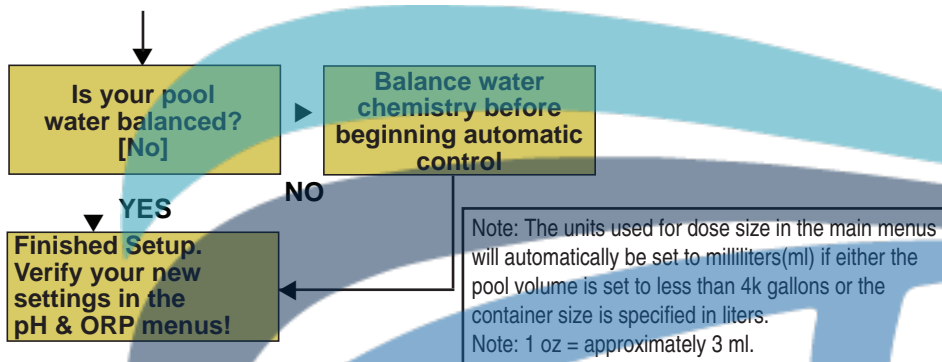 Is your pool
water balanced?
[No]
Balance water
chemistry before
beginning automatic
control
NO
YES
Finished Setup.
Verify your new
settings in the
pH & ORP menus!
Note: The units used for dose size in the main menus
will automatically be set to milliliters(ml) if either the
pool volume is set to less than 4k gallons or the
container size is specified in liters.
Note: 1 oz = approximately 3 ml.